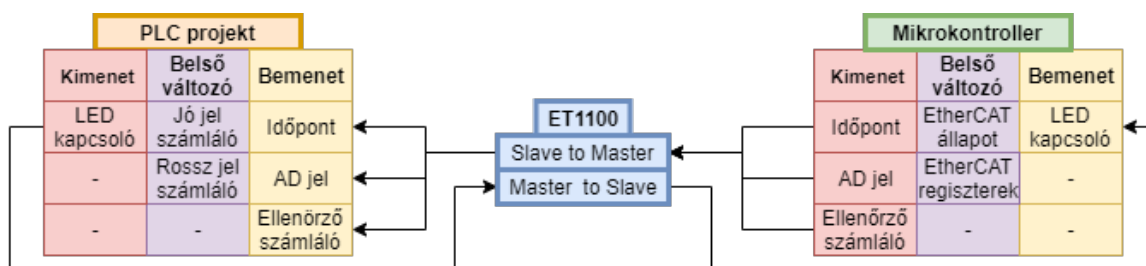 PLC projekt
Kimenet
Belső
változó
Bemenet
LED
kapcsoló
Jó jel
számláló
Időpont
-
Rossz jel
számláló
AD jel
-
-
Ellenörző
számláló
ET1100
Slave to Master
Master to Slave
Mikrokontroller
Kimenet
Belső
változó
Bemenet
Időpont
EtherCAT
állapot
LED
kapcsoló
AD jel
EtherCAT
regiszterek
-
Ellenőrző
számláló
-
-